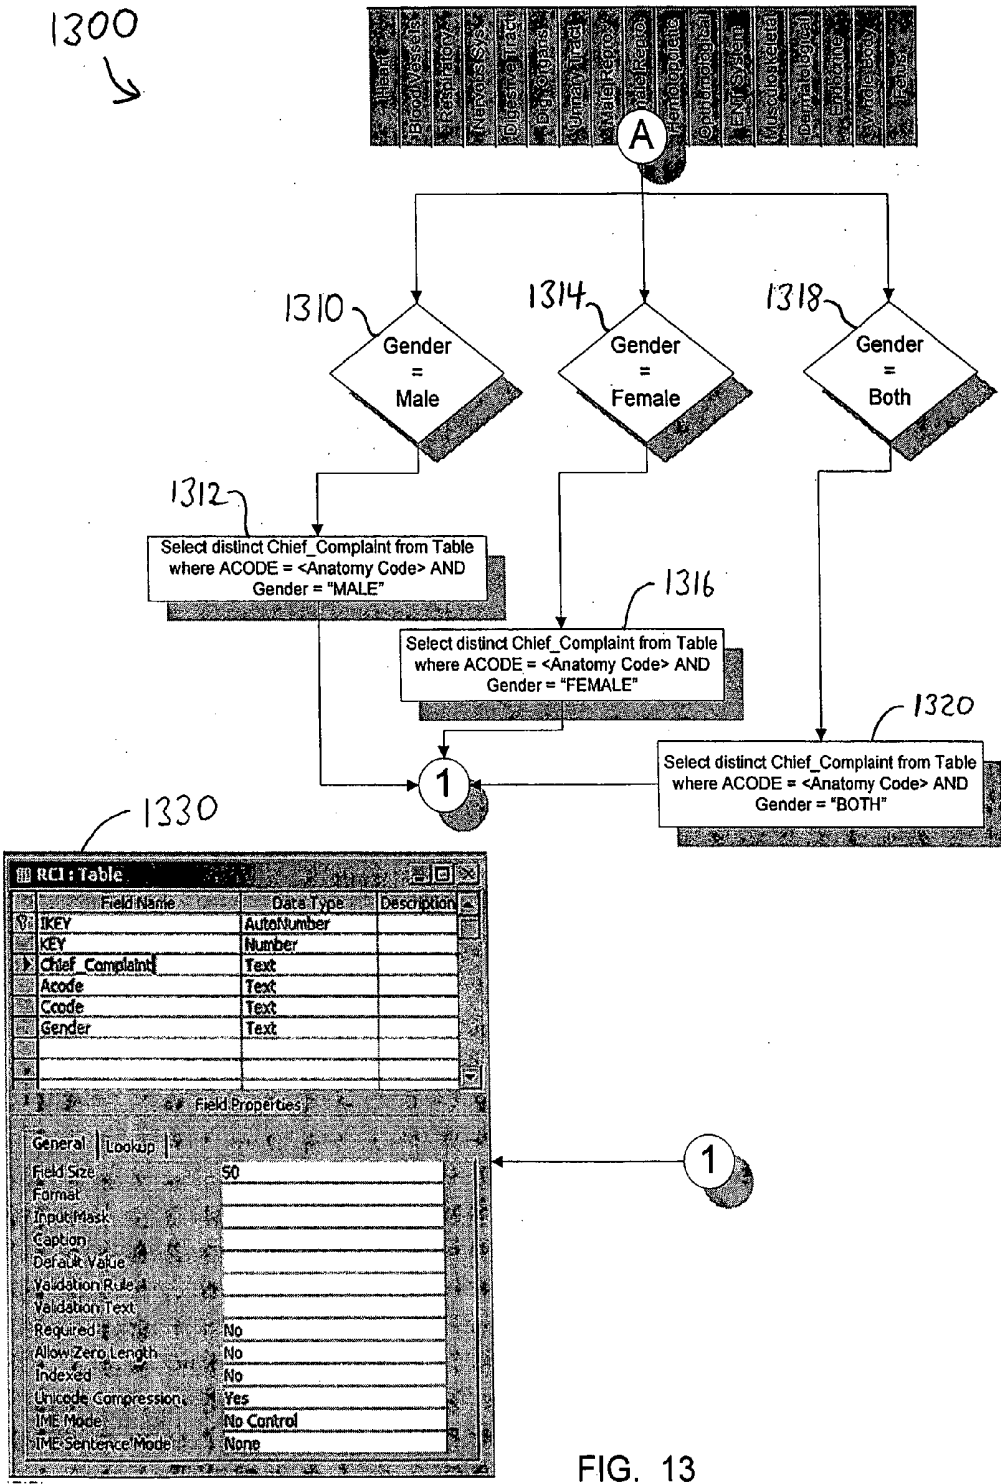 1300
Heart
Blood Vessels
Respiratory
Nervous Sys.
Digestive Tract
Dig. Organs
Urinary Tract
Male Repro.
male Repro
Hemotopoietic
ENT System
Musculoskeletal
Dermatological
Endocrine
Whole Body
Fetus
A
1310
Gender
=
Male
1314
Gender
=
Female
1318
Gender
=
Both
1312
Select distinct Chief_Complaint from Table
where ACODE = <Anatomy Code> AND
Gender = "MALE"
1316
Select distinct Chief_Complaint from Table
where ACODE = <Anatomy Code> AND
Gender = "FEMALE"
1320
Select distinct Chief_Complaint from Table
where ACODE = <Anatomy Code> AND
Gender = "BOTH"
1
1330
RCI : Table
Field Name Data Type Description
IKEY AutoNumber
KEY Number
Chief_Complaint Text
Acode Text
Ccode Text
Gender Text
Field Properties
General Lookup
Field Size 50
Format
Input Mask
Caption
Default Value
Validation Rule
Validation Text
Required No
Allow Zero Length No
Indexed No
Unicode Compression Yes
IME Mode No Control
IME Sentence Mode None
1
FIG. 13